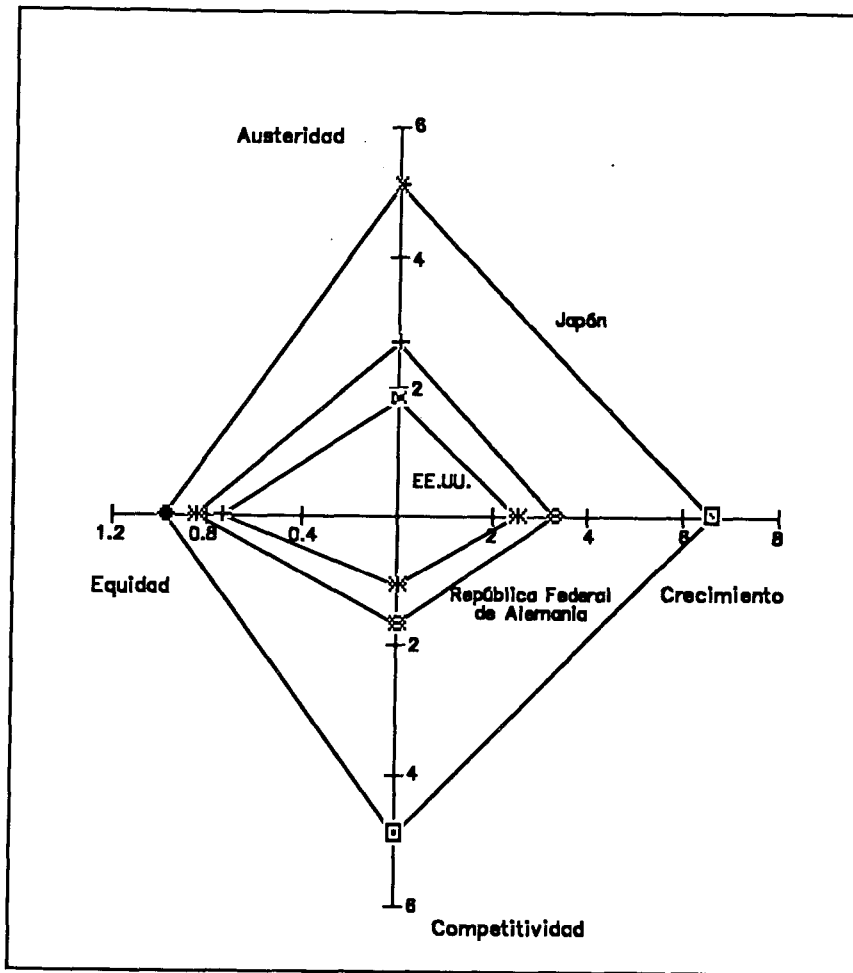 6
Austeridad
4
Japón
2
EE.UU.
1.2
0.8
0.4
2
4
6
8
Equidad
República Federal
de Alemania
Crecimiento
2
4
6
Competitividad